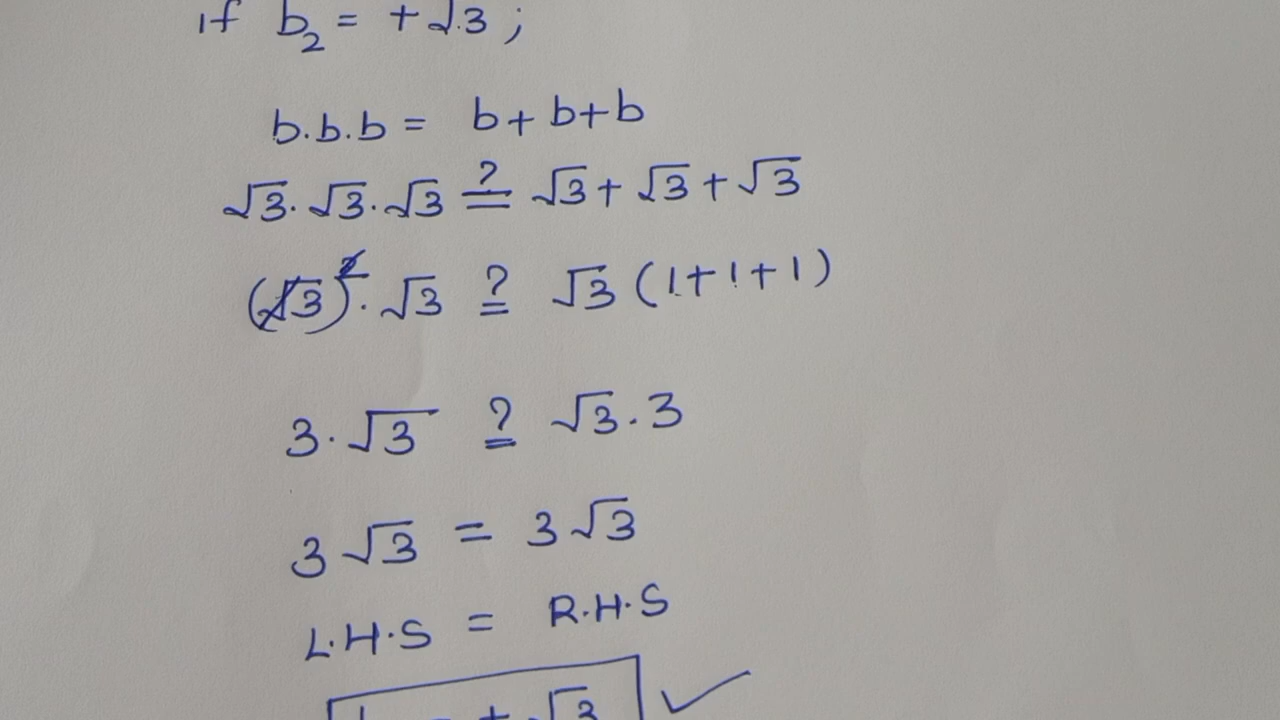 if b₂ = +√3 ;
b.b.b = b+b+b
√3.√3.√3 ?= √3+√3+√3
(√3)².√3 ?= √3(1+1+1)
3.√3 ?= √3.3
3√3 = 3√3
L.H.S = R.H.S
+√3 ✓